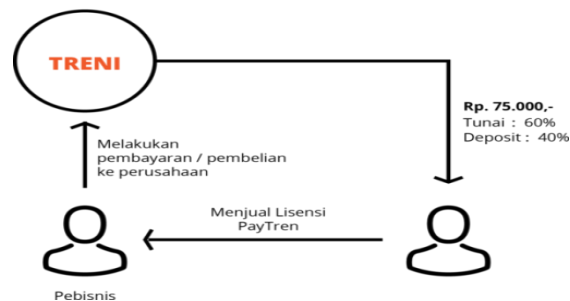 TRENI
Rp. 75.000,-
Tunai : 60%
Deposit : 40%
Melakukan
pembayaran / pembelian
ke perusahaan
Menjual Lisensi
PayTren
Pebisnis